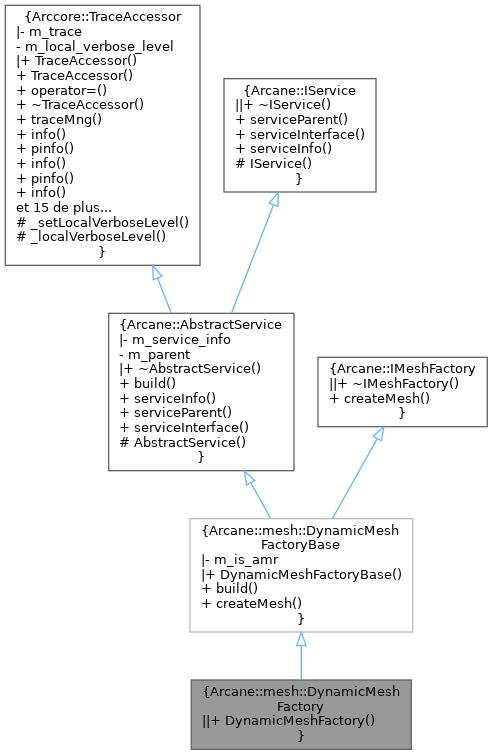 {Arccore::TraceAccessor
|- m_trace
- m_local_verbose_level
|+ TraceAccessor()
+ TraceAccessor()
+ operator=()
+ ~TraceAccessor()
+ traceMng()
+ info()
+ pinfo()
+ info()
+ pinfo()
+ info()
et 15 de plus...
# _setLocalVerboseLevel()
# _localVerboseLevel()
}
{Arcane::IService
||+ ~IService()
+ serviceParent()
+ serviceInterface()
+ serviceInfo()
# IService()
}
{Arcane::AbstractService
|- m_service_info
- m_parent
|+ ~AbstractService()
+ build()
+ serviceInfo()
+ serviceParent()
+ serviceInterface()
# AbstractService()
}
{Arcane::IMeshFactory
||+ ~IMeshFactory()
+ createMesh()
}
{Arcane::mesh::DynamicMesh
FactoryBase
|- m_is_amr
|+ DynamicMeshFactoryBase()
+ build()
+ createMesh()
}
{Arcane::mesh::DynamicMesh
Factory
||+ DynamicMeshFactory()
}